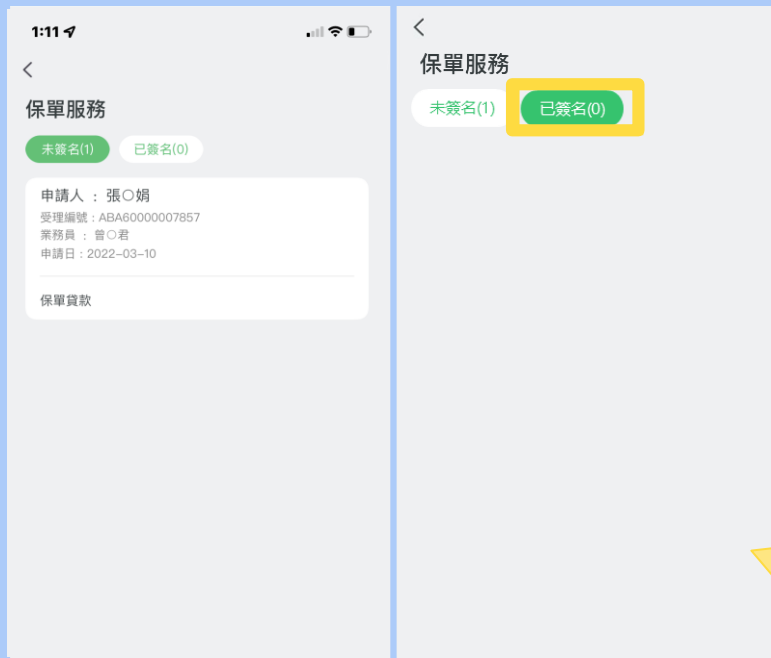 1:11
保單服務
未簽名(1) 已簽名(0)
申請人 : 張○娟
受理編號 : ABA60000007857
業務員 : 曾○君
申請日 : 2022-03-10
保單貸款
保單服務
未簽名(1) 已簽名(0)